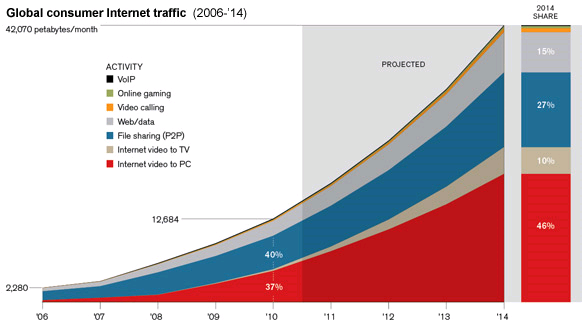 Global consumer Internet traffic (2006-'14)
42,070 petabytes/month
2014
SHARE
ACTIVITY
VoIP
Online gaming
Video calling
Web/data
File sharing (P2P)
Internet video to TV
Internet video to PC
PROJECTED
15%
27%
10%
46%
12,684
40%
37%
2,280
'06 '07 '08 '09 '10 '11 '12 '13 '14